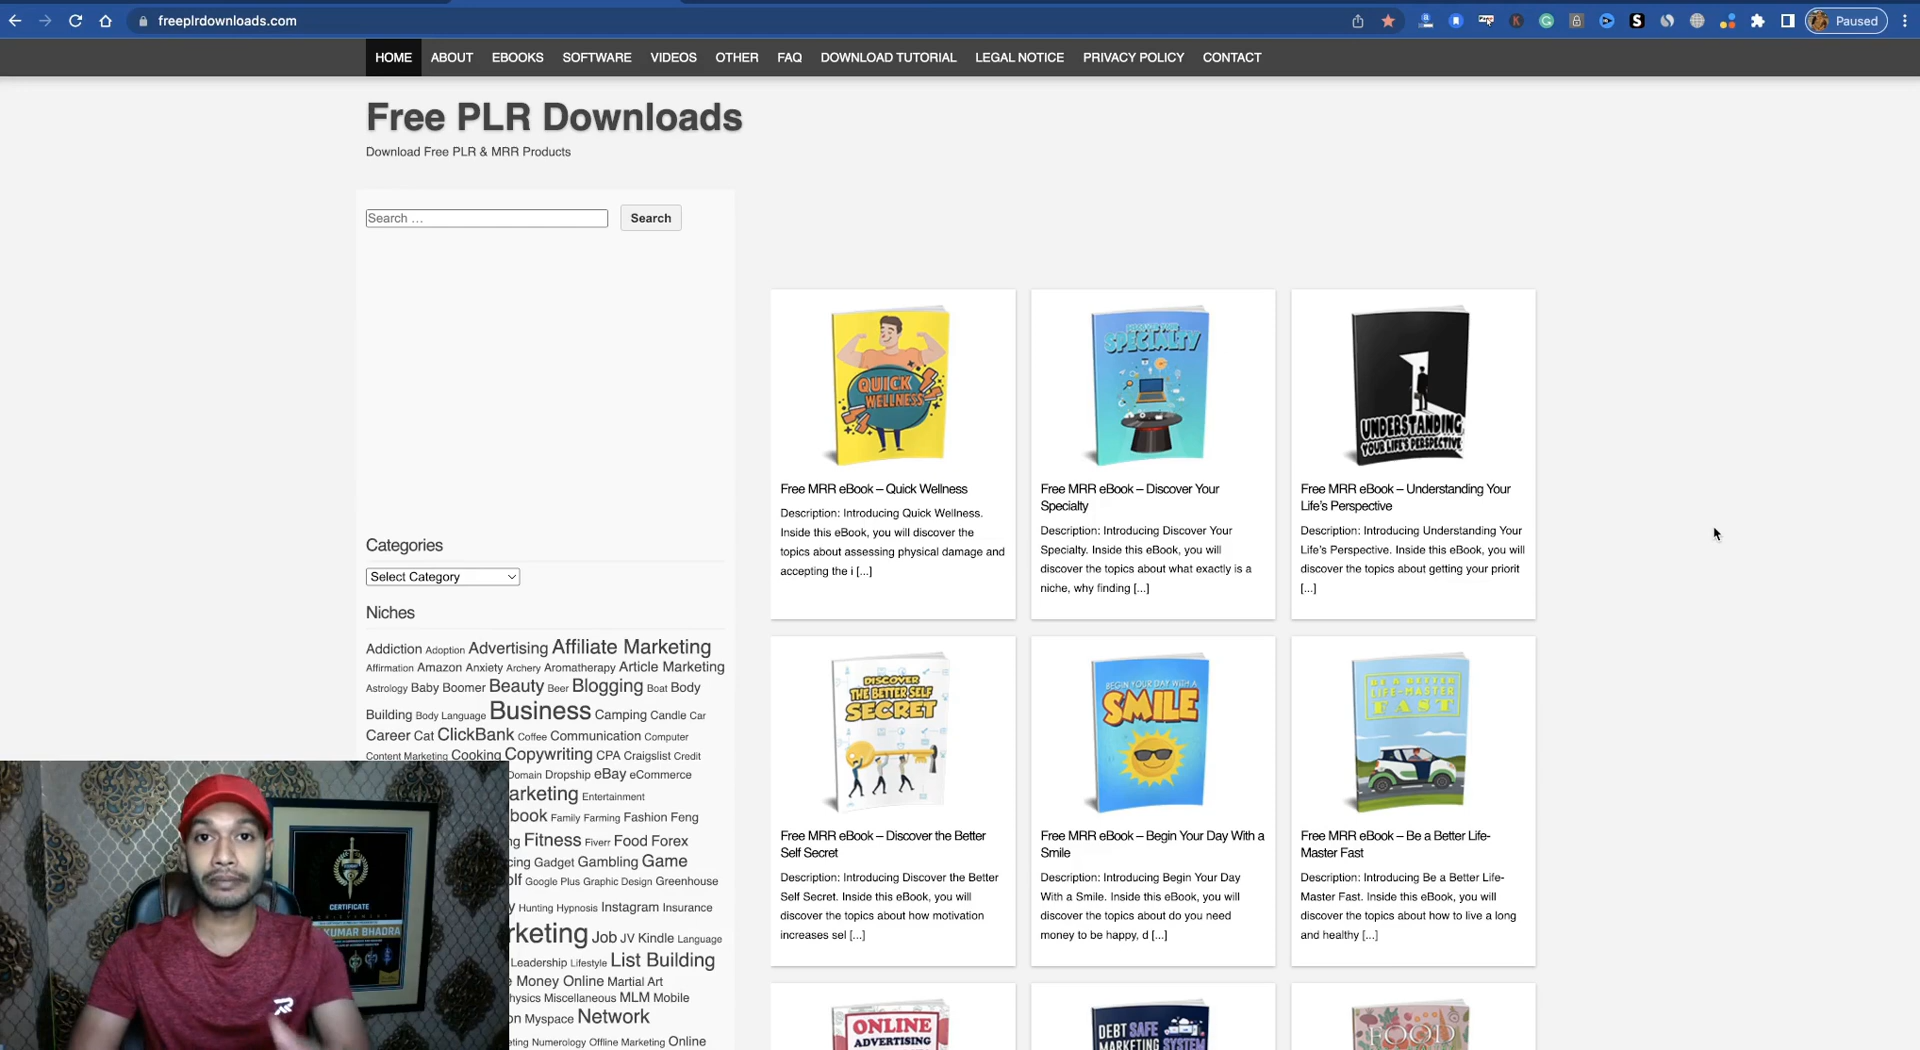 freeplrdownloads.com
Paused
HOME ABOUT EBOOKS SOFTWARE VIDEOS OTHER FAQ DOWNLOAD TUTORIAL LEGAL NOTICE PRIVACY POLICY CONTACT
Free PLR Downloads
Download Free PLR & MRR Products
Search …
Search
Categories
Select Category
Niches
Addiction Adoption Advertising Affiliate Marketing
Affirmation Amazon Anxiety Archery Aromatherapy Article Marketing
Astrology Baby Boomer Beauty Beer Blogging Boat Body
Building Body Language Business Camping Candle Car
Career Cat ClickBank Coffee Communication Computer
Content Marketing Cooking Copywriting CPA Craigslist Credit
Domain Dropship eBay eCommerce
arketing Entertainment
book Family Farming Fashion Feng
ng Fitness Fiverr Food Forex
cing Gadget Gambling Game
olf Google Plus Graphic Design Greenhouse
y Hunting Hypnosis Instagram Insurance
rketing Job JV Kindle Language
Leadership Lifestyle List Building
e Money Online Martial Art
hysics Miscellaneous MLM Mobile
on Myspace Network
eting Numerology Offline Marketing Online
QUICK
WELLNESS
Free MRR eBook – Quick Wellness
Description: Introducing Quick Wellness.
Inside this eBook, you will discover the
topics about assessing physical damage and
accepting the i [...]
SPECIALTY
Free MRR eBook – Discover Your
Specialty
Description: Introducing Discover Your
Specialty. Inside this eBook, you will
discover the topics about what exactly is a
niche, why finding [...]
UNDERSTANDING
YOUR LIFE'S PERSPECTIVE
Free MRR eBook – Understanding Your
Life's Perspective
Description: Introducing Understanding Your
Life's Perspective. Inside this eBook, you will
discover the topics about getting your priorit
[...]
DISCOVER
THE BETTER SELF
SECRET
Free MRR eBook – Discover the Better
Self Secret
Description: Introducing Discover the Better
Self Secret. Inside this eBook, you will
discover the topics about how motivation
increases sel [...]
BEGIN YOUR DAY WITH A
SMILE
Free MRR eBook – Begin Your Day With a
Smile
Description: Introducing Begin Your Day
With a Smile. Inside this eBook, you will
discover the topics about do you need
money to be happy, d [...]
BE A BETTER
LIFE-MASTER
FAST
Free MRR eBook – Be a Better Life-
Master Fast
Description: Introducing Be a Better Life-
Master Fast. Inside this eBook, you will
discover the topics about how to live a long
and healthy [...]
ONLINE
ADVERTISING
DEBT SAFE
MARKETING
SYSTEM
FOOD
CERTIFICATE
KUMAR BHADRA